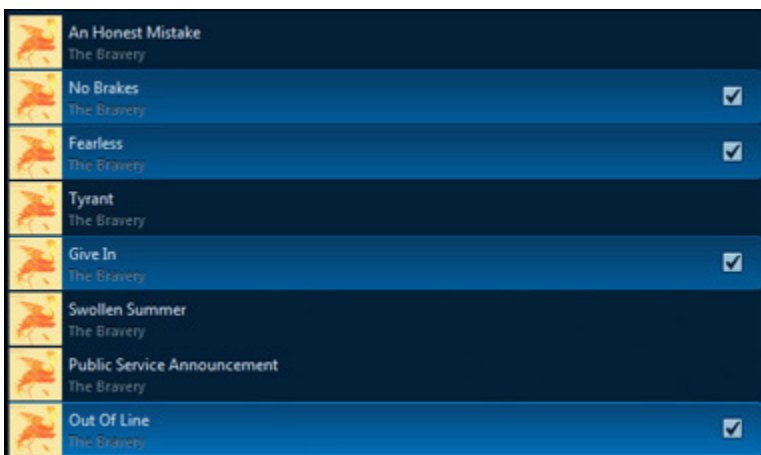 An Honest Mistake
The Bravery
No Brakes
The Bravery
Fearless
The Bravery
Tyrant
The Bravery
Give In
The Bravery
Swollen Summer
The Bravery
Public Service Announcement
The Bravery
Out Of Line
The Bravery